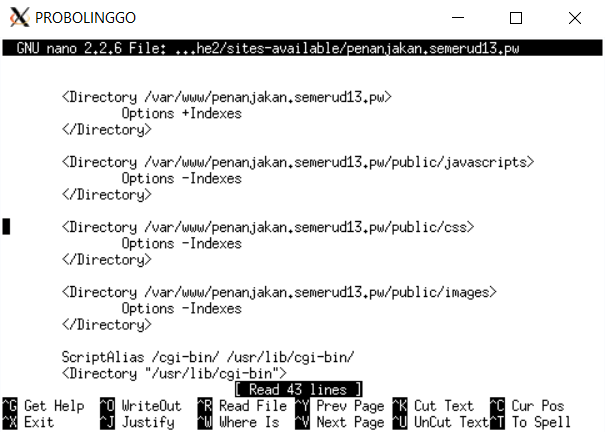 PROBOLINGGO
GNU nano 2.2.6 File: ...he2/sites-available/penanjakan.semerud13.pw
<Directory /var/www/penanjakan.semerud13.pw>
Options +Indexes
</Directory>
<Directory /var/www/penanjakan.semerud13.pw/public/javascripts>
Options -Indexes
</Directory>
<Directory /var/www/penanjakan.semerud13.pw/public/css>
Options -Indexes
</Directory>
<Directory /var/www/penanjakan.semerud13.pw/public/images>
Options -Indexes
</Directory>
ScriptAlias /cgi-bin/ /usr/lib/cgi-bin/
<Directory "/usr/lib/cgi-bin">
[ Read 43 lines ]
^G Get Help ^O WriteOut ^R Read File ^Y Prev Page ^K Cut Text ^C Cur Pos
^X Exit ^J Justify ^W Where Is ^V Next Page ^U UnCut Text ^T To Spell